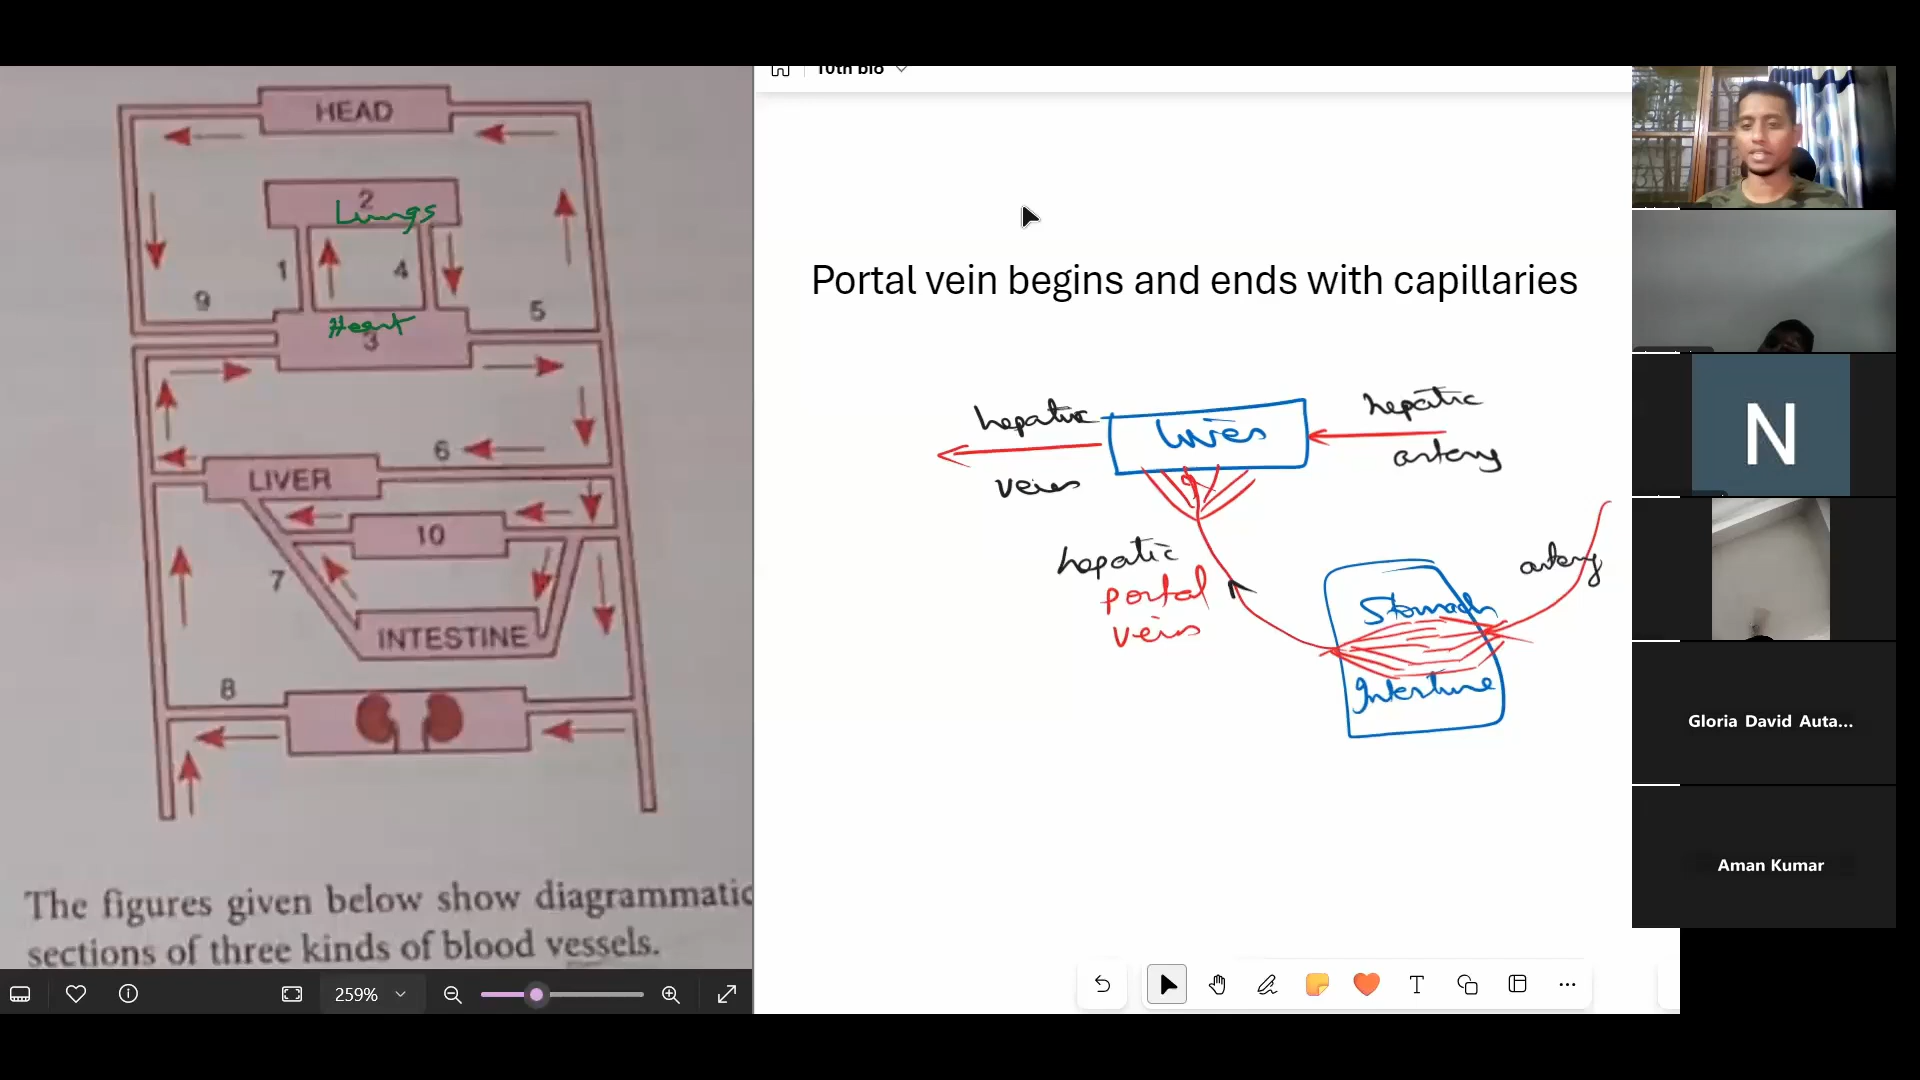 HEAD
2
Lungs
1
4
9
5
Heart
3
6
LIVER
10
7
INTESTINE
8
The figures given below show diagrammatic
sections of three kinds of blood vessels.
259%
10th bio
Portal vein begins and ends with capillaries
hepatic
vein
liver
hepatic
artery
hepatic
portal
vein
artery
Stomach
Intestine
N
Gloria David Auta...
Aman Kumar
T